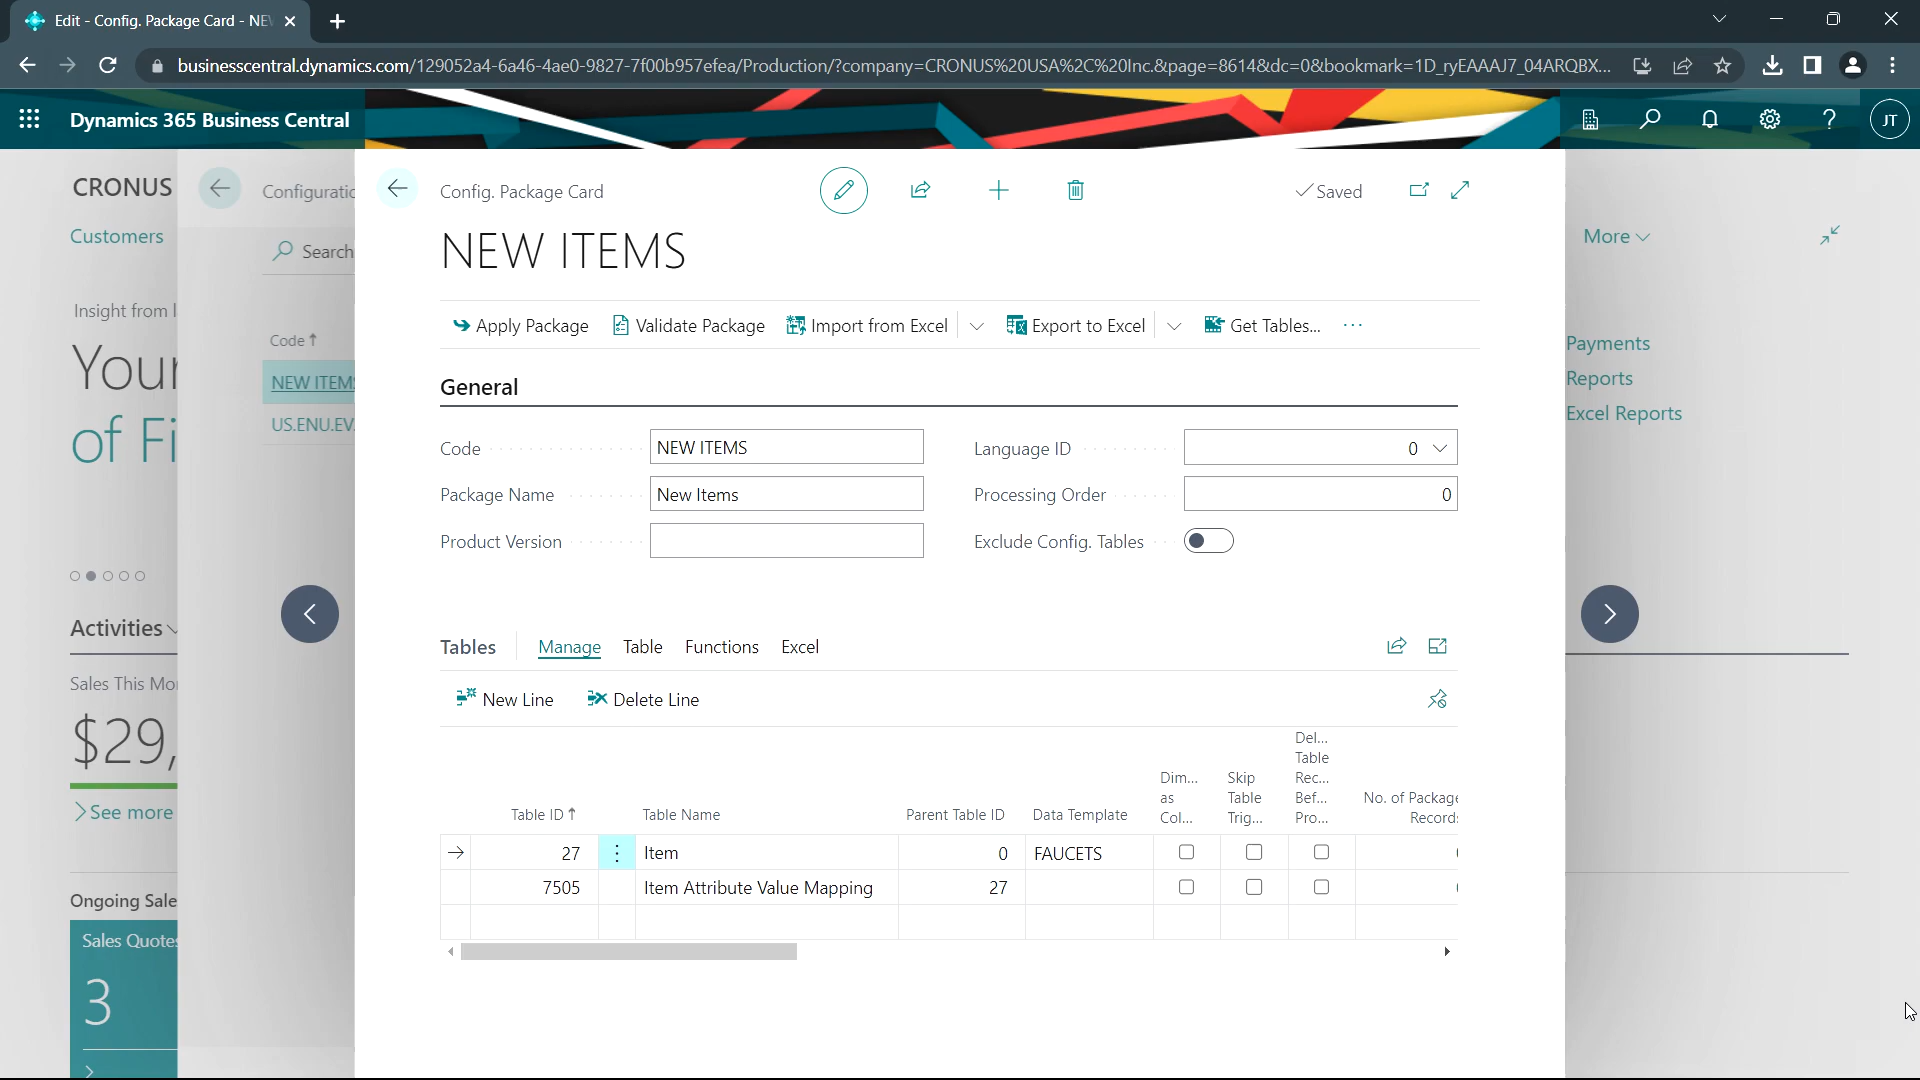 Edit - Config. Package Card - NE
businesscentral.dynamics.com/129052a4-6a46-4ae0-9827-7f00b957efea/Production/?company=CRONUS%20USA%2C%20Inc.&page=8614&dc=0&bookmark=1D_ryEAAAJ7_04ARQBX...
Dynamics 365 Business Central
JT
CRONUS
Configuratic
Config. Package Card
Saved
Customers
Search
NEW ITEMS
More
Insight from l
Apply Package
Validate Package
Import from Excel
Export to Excel
Get Tables...
...
Code
Your
NEW ITEMS
US.ENU.EV.
of Fi
Payments
Reports
Excel Reports
General
Code NEW ITEMS
Language ID 0
Package Name New Items
Processing Order 0
Product Version
Exclude Config. Tables
Activities
Tables
Manage
Table
Functions
Excel
Sales This Mo
New Line
Delete Line
$29,
See more
Table ID
Table Name
Parent Table ID
Data Template
Dim... as Col...
Skip Table Trig...
Del... Table Rec... Bef... Pro...
No. of Package
Records
27 Item 0 FAUCETS
7505 Item Attribute Value Mapping 27
Ongoing Sale
Sales Quotes
3